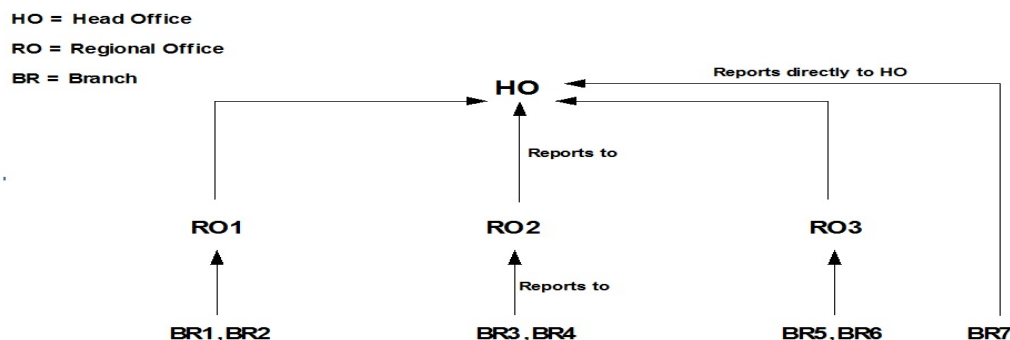 HO = Head Office
RO = Regional Office
BR = Branch
Reports directly to HO
HO
Reports to
RO1 RO2 RO3
Reports to
BR1,BR2 BR3,BR4 BR5,BR6 BR7